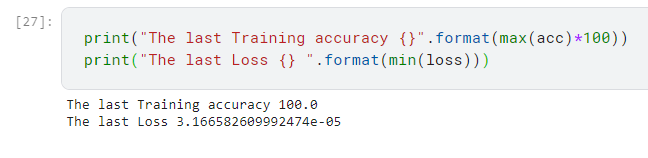 [27]:
print("The last Training accuracy {}".format(max(acc)*100))
print("The last Loss {} ".format(min(loss)))
The last Training accuracy 100.0
The last Loss 3.166582609992474e-05